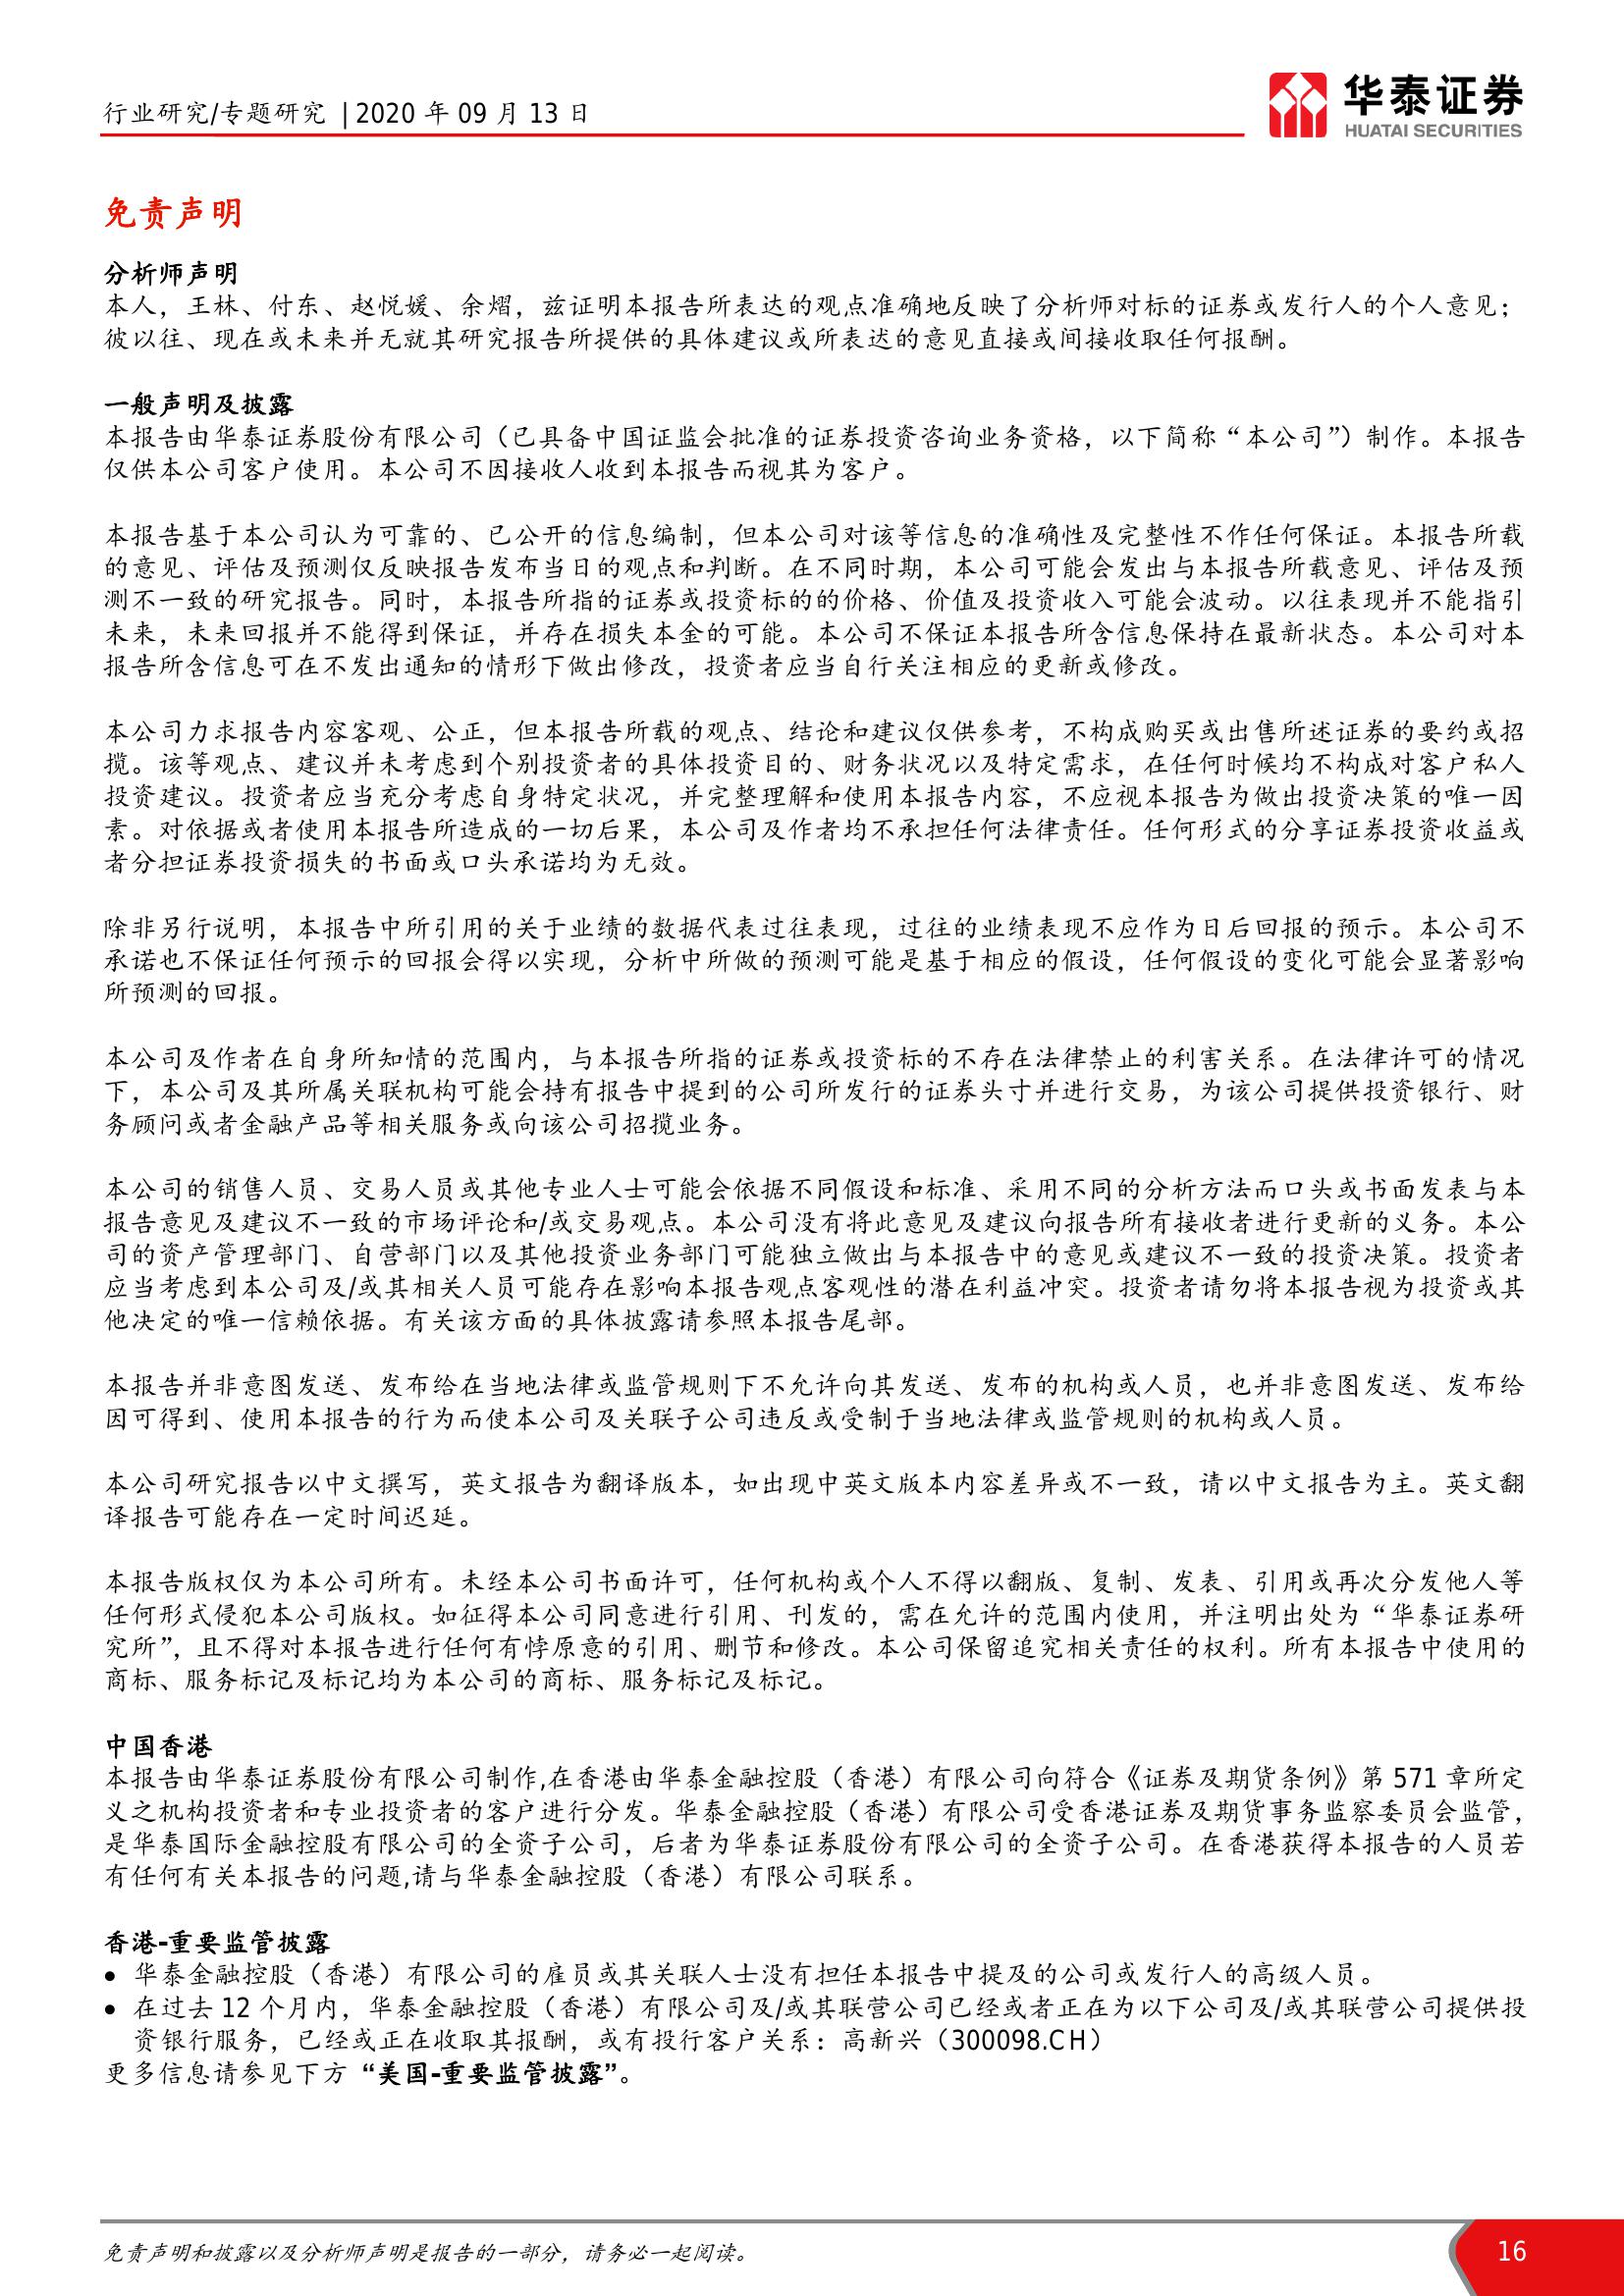 行业研究/专题研究 | 2020 年 09 月 13 日
华泰证券
HUATAI SECURITIES
免责声明
分析师声明
本人，王林、付东、赵悦媛、余熠，兹证明本报告所表达的观点准确地反映了分析师对标的证券或发行人的个人意见；
彼以往、现在或未来并无就其研究报告所提供的具体建议或所表达的意见直接或间接收取任何报酬。
一般声明及披露
本报告由华泰证券股份有限公司（已具备中国证监会批准的证券投资咨询业务资格，以下简称“本公司”）制作。本报告
仅供本公司客户使用。本公司不因接收人收到本报告而视其为客户。
本报告基于本公司认为可靠的、已公开的信息编制，但本公司对该等信息的准确性及完整性不作任何保证。本报告所载
的意见、评估及预测仅反映报告发布当日的观点和判断。在不同时期，本公司可能会发出与本报告所载意见、评估及预
测不一致的研究报告。同时，本报告所指的证券或投资标的的价格、价值及投资收入可能会波动。以往表现并不能指引
未来，未来回报并不能得到保证，并存在损失本金的可能。本公司不保证本报告所含信息保持在最新状态。本公司对本
报告所含信息可在不发出通知的情形下做出修改，投资者应当自行关注相应的更新或修改。
本公司力求报告内容客观、公正，但本报告所载的观点、结论和建议仅供参考，不构成购买或出售所述证券的要约或招
揽。该等观点、建议并未考虑到个别投资者的具体投资目的、财务状况以及特定需求，在任何时候均不构成对客户私人
投资建议。投资者应当充分考虑自身特定状况，并完整理解和使用本报告内容，不应视本报告为做出投资决策的唯一因
素。对依据或者使用本报告所造成的一切后果，本公司及作者均不承担任何法律责任。任何形式的分享证券投资收益或
者分担证券投资损失的书面或口头承诺均为无效。
除非另行说明，本报告中所引用的关于业绩的数据代表过往表现，过往的业绩表现不应作为日后回报的预示。本公司不
承诺也不保证任何预示的回报会得以实现，分析中所做的预测可能是基于相应的假设，任何假设的变化可能会显著影响
所预测的回报。
本公司及作者在自身所知情的范围内，与本报告所指的证券或投资标的不存在法律禁止的利害关系。在法律许可的情况
下，本公司及其所属关联机构可能会持有报告中提到的公司所发行的证券头寸并进行交易，为该公司提供投资银行、财
务顾问或者金融产品等相关服务或向该公司招揽业务。
本公司的销售人员、交易人员或其他专业人士可能会依据不同假设和标准、采用不同的分析方法而口头或书面发表与本
报告意见及建议不一致的市场评论和/或交易观点。本公司没有将此意见及建议向报告所有接收者进行更新的义务。本公
司的资产管理部门、自营部门以及其他投资业务部门可能独立做出与本报告中的意见或建议不一致的投资决策。投资者
应当考虑到本公司及/或其相关人员可能存在影响本报告观点客观性的潜在利益冲突。投资者请勿将本报告视为投资或其
他决定的唯一信赖依据。有关该方面的具体披露请参照本报告尾部。
本报告并非意图发送、发布给在当地法律或监管规则下不允许向其发送、发布的机构或人员，也并非意图发送、发布给
因可得到、使用本报告的行为而使本公司及关联子公司违反或受制于当地法律或监管规则的机构或人员。
本公司研究报告以中文撰写，英文报告为翻译版本，如出现中英文版本内容差异或不一致，请以中文报告为主。英文翻
译报告可能存在一定时间迟延。
本报告版权仅为本公司所有。未经本公司书面许可，任何机构或个人不得以翻版、复制、发表、引用或再次分发他人等
任何形式侵犯本公司版权。如征得本公司同意进行引用、刊发的，需在允许的范围内使用，并注明出处为“华泰证券研
究所”，且不得对本报告进行任何有悖原意的引用、删节和修改。本公司保留追究相关责任的权利。所有本报告中使用的
商标、服务标记及标记均为本公司的商标、服务标记及标记。
中国香港
本报告由华泰证券股份有限公司制作,在香港由华泰金融控股（香港）有限公司向符合《证券及期货条例》第 571 章所定
义之机构投资者和专业投资者的客户进行分发。华泰金融控股（香港）有限公司受香港证券及期货事务监察委员会监管，
是华泰国际金融控股有限公司的全资子公司，后者为华泰证券股份有限公司的全资子公司。在香港获得本报告的人员若
有任何有关本报告的问题,请与华泰金融控股（香港）有限公司联系。
香港-重要监管披露
• 华泰金融控股（香港）有限公司的雇员或其关联人士没有担任本报告中提及的公司或发行人的高级人员。
• 在过去 12 个月内，华泰金融控股（香港）有限公司及/或其联营公司已经或者正在为以下公司及/或其联营公司提供投
资银行服务，已经或正在收取其报酬，或有投行客户关系：高新兴（300098.CH）
更多信息请参见下方“美国-重要监管披露”。
免责声明和披露以及分析师声明是报告的一部分，请务必一起阅读。
16